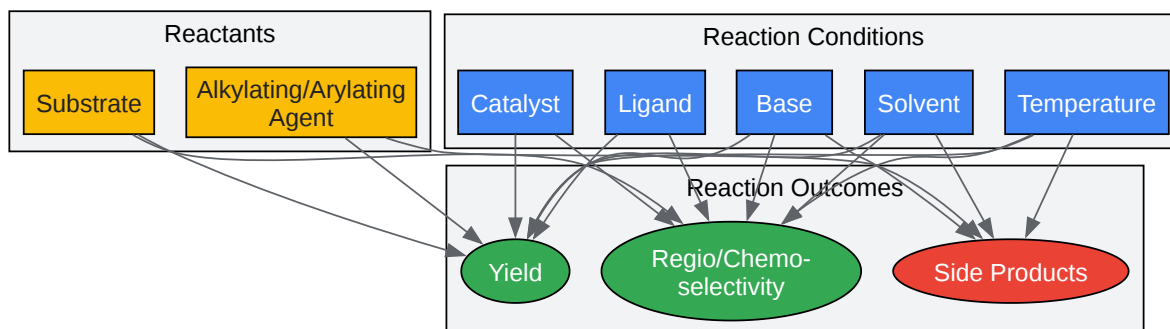 Reactants
Reaction Conditions
Substrate
Alkylating/Arylating
Agent
Catalyst
Ligand
Base
Solvent
Temperature
Reaction Outcomes
Yield
Regio/Chemo-
selectivity
Side Products